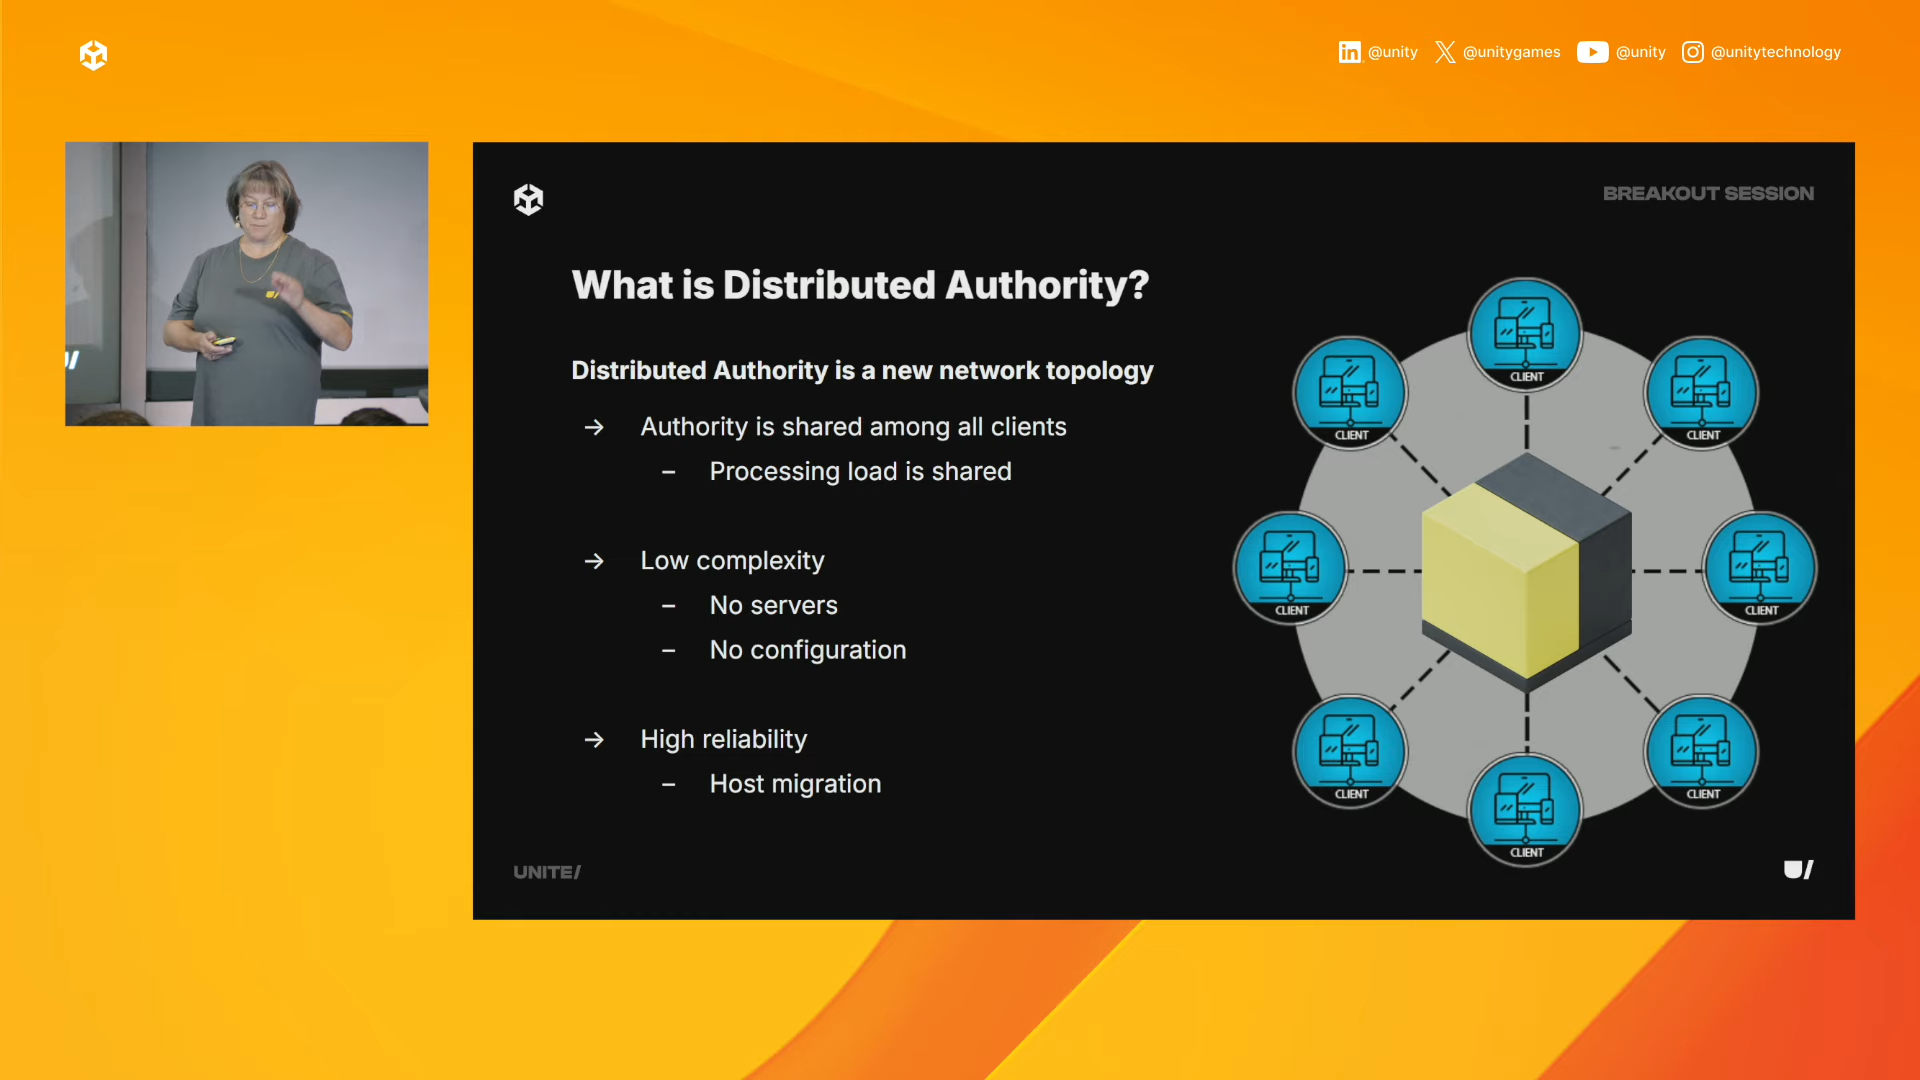 @unity
@unitygames
@unity
@unitytechnology
BREAKOUT SESSION
What is Distributed Authority?
Distributed Authority is a new network topology
→ Authority is shared among all clients
– Processing load is shared
→ Low complexity
– No servers
– No configuration
→ High reliability
– Host migration
CLIENT
CLIENT
CLIENT
CLIENT
CLIENT
CLIENT
CLIENT
CLIENT
UNITE/
U/